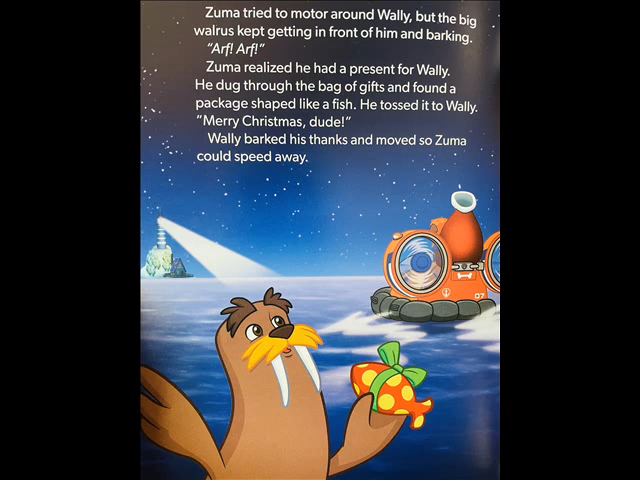 Zuma tried to motor around Wally, but the big
walrus kept getting in front of him and barking.
"Arf! Arf!"
Zuma realized he had a present for Wally.
He dug through the bag of gifts and found a
package shaped like a fish. He tossed it to Wally.
"Merry Christmas, dude!"
Wally barked his thanks and moved so Zuma
could speed away.
07